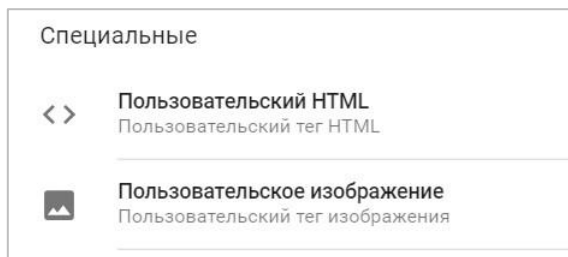 Специальные
Пользовательский HTML
Пользовательский тег HTML
Пользовательское изображение
Пользовательский тег изображения